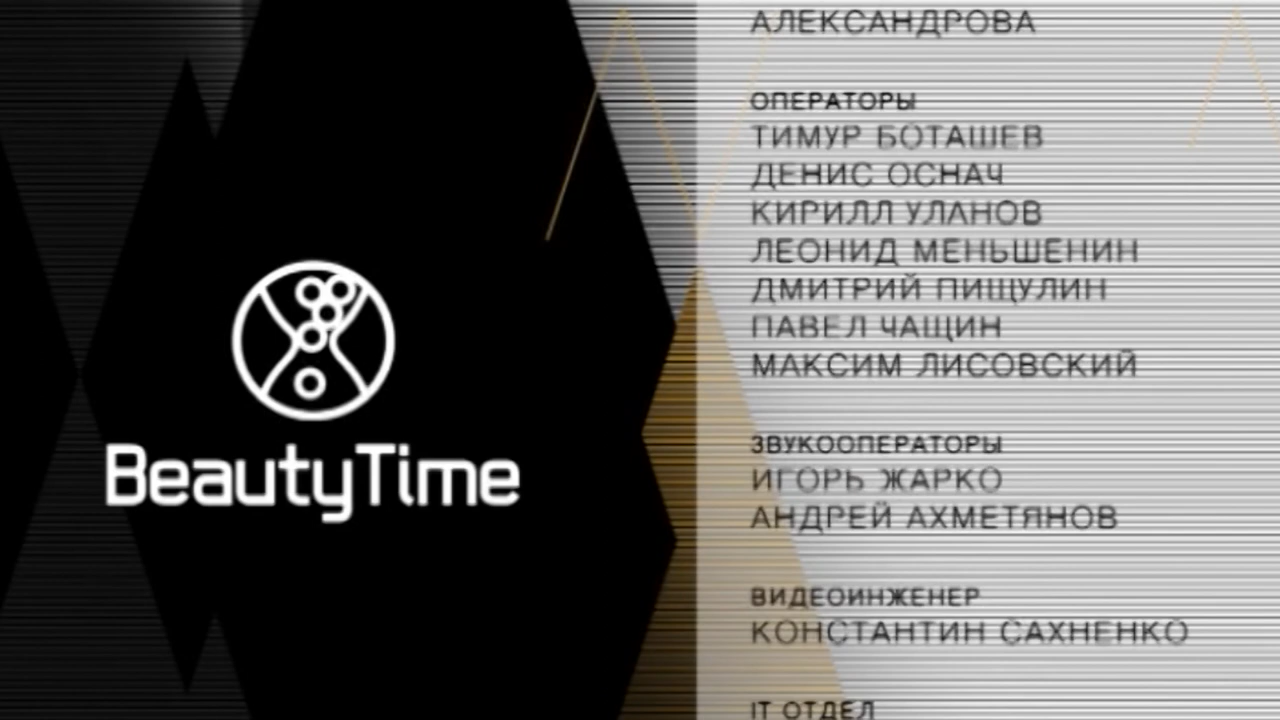 BeautyTime
АЛЕКСАНДРОВА
ОПЕРАТОРЫ
ТИМУР БОТАШЕВ
ДЕНИС ОСНАЧ
КИРИЛЛ УЛАНОВ
ЛЕОНИД МЕНЬШЕНИН
ДМИТРИЙ ПИЩУЛИН
ПАВЕЛ ЧАЩИН
МАКСИМ ЛИСОВСКИЙ
ЗВУКООПЕРАТОРЫ
ИГОРЬ ЖАРКО
АНДРЕЙ АХМЕТЯНОВ
ВИДЕОИНЖЕНЕР
КОНСТАНТИН САХНЕНКО
IT ОТДЕЛ